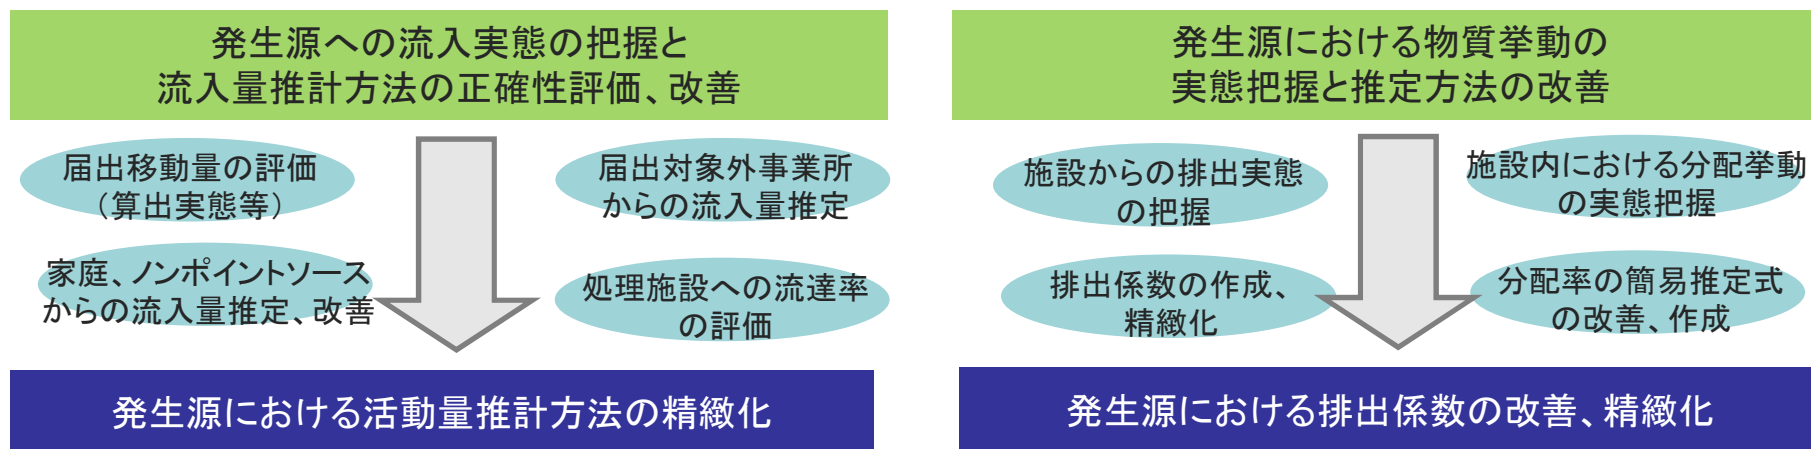 発生源への流入実態の把握と
流入量推計方法の正確性評価、改善
届出移動量の評価
（算出実態等）
届出対象外事業所
からの流入量推定
家庭、ノンポイントソース
からの流入量推定、改善
処理施設への流達率
の評価
発生源における活動量推計方法の精緻化
発生源における物質挙動の
実態把握と推定方法の改善
施設からの排出実態
の把握
施設内における分配挙動
の実態把握
排出係数の作成、
精緻化
分配率の簡易推定式
の改善、作成
発生源における排出係数の改善、精緻化